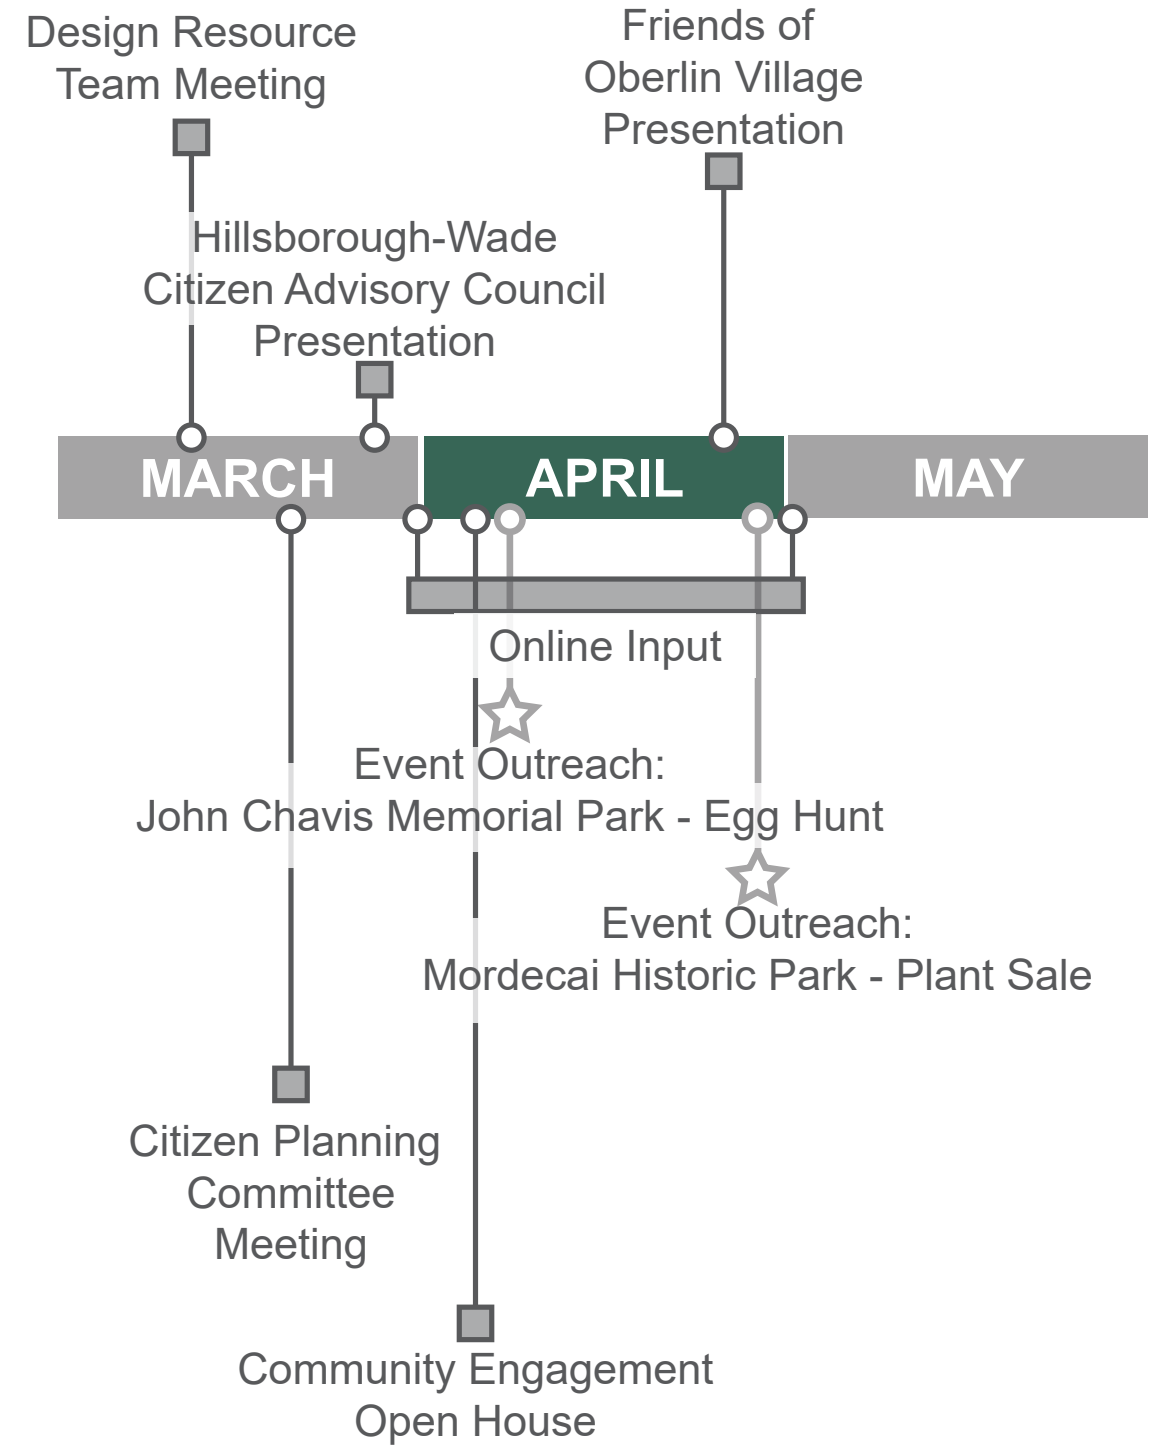 Design Resource
Team Meeting
Friends of
Oberlin Village
Presentation
Hillsborough-Wade
Citizen Advisory Council
Presentation
MARCH
APRIL
MAY
Online Input
Event Outreach:
John Chavis Memorial Park - Egg Hunt
Event Outreach:
Mordecai Historic Park - Plant Sale
Citizen Planning
Committee
Meeting
Community Engagement
Open House